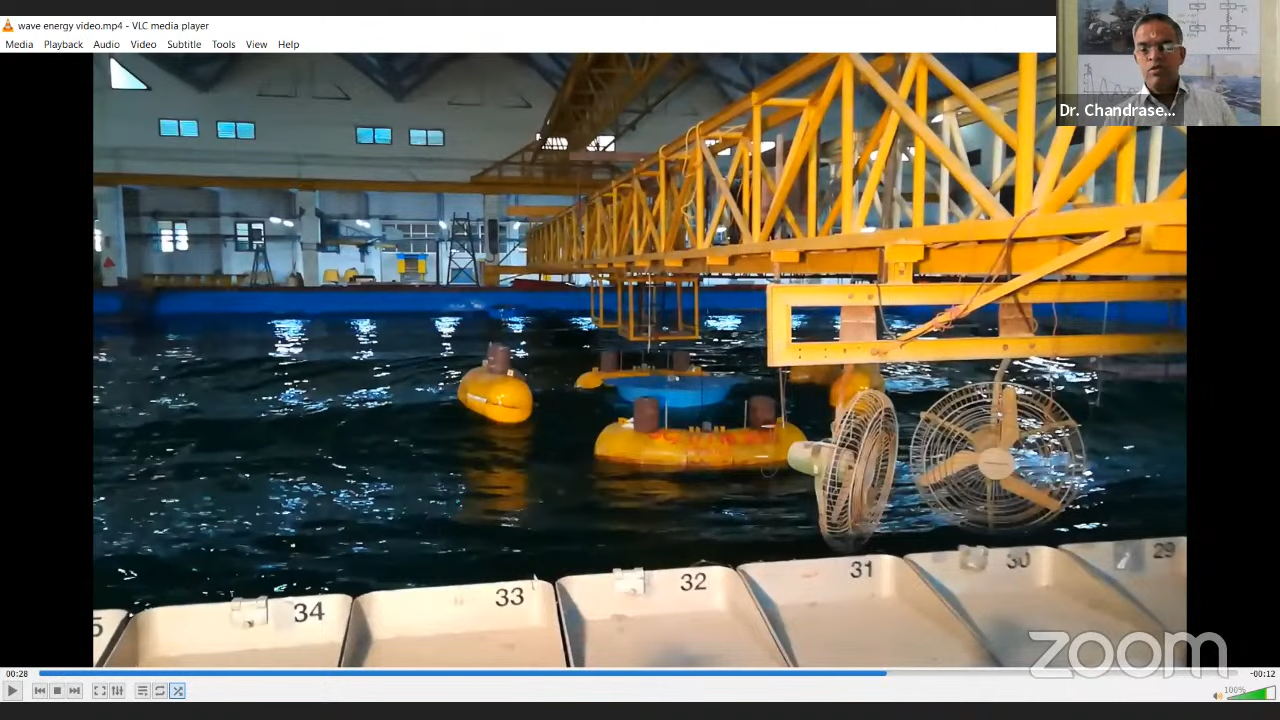 wave energy video.mp4 - VLC media player
Media Playback Audio Video Subtitle Tools View Help
Dr. Chandrase...
34
33
32
31
30
29
zoom
00:28
-00:12
100%